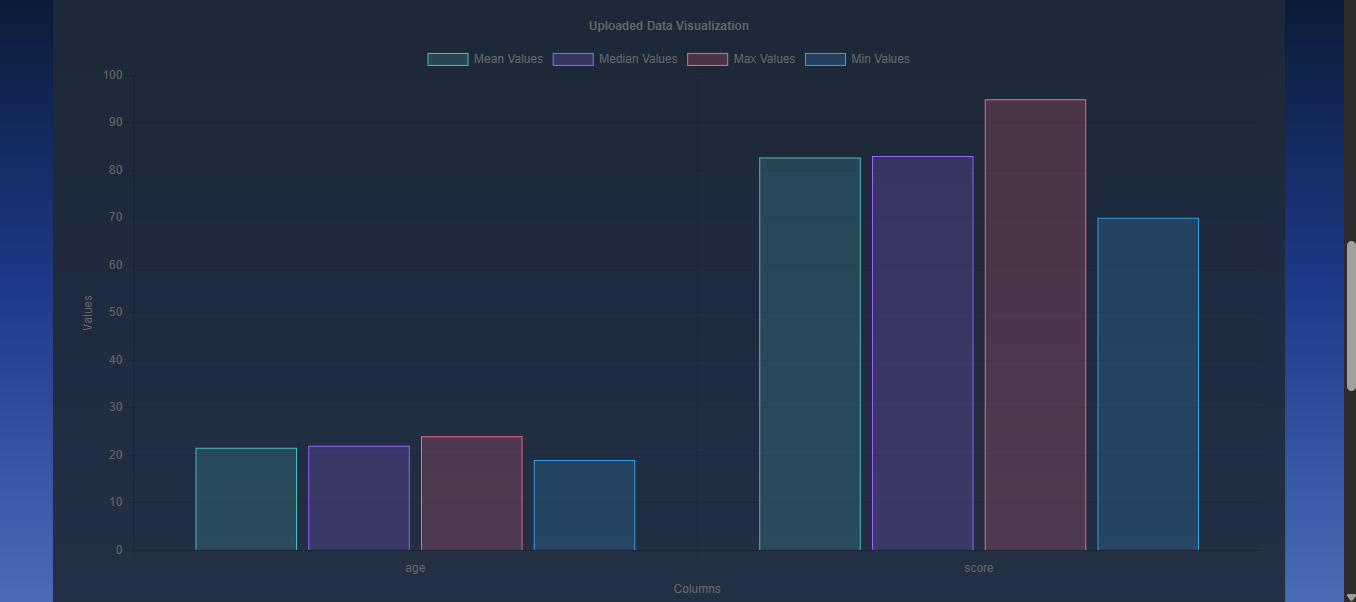 Uploaded Data Visualization
Mean Values Median Values Max Values Min Values
100
90
80
70
60
50
40
30
20
10
0
Values
age score
Columns